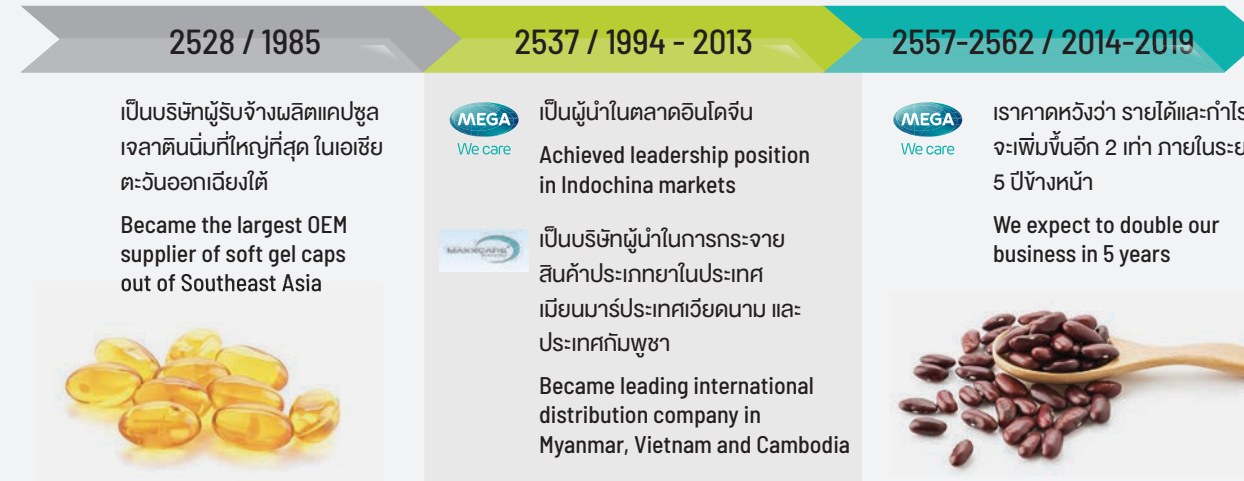 2528 / 1985
เป็นบริษัทผู้รับจ้างผลิตแคปซูล
เจลาตินนิ่มที่ใหญ่ที่สุด ในเอเชีย
ตะวันออกเฉียงใต้
Became the largest OEM
supplier of soft gel caps
out of Southeast Asia
2537 / 1994 - 2013
MEGA
We care
เป็นผู้นำในตลาดอินโดจีน
Achieved leadership position
in Indochina markets
MAXXCARE
เป็นบริษัทผู้นำในการกระจาย
สินค้าประเภทยาในประเทศ
เมียนมาร์ประเทศเวียดนาม และ
ประเทศกัมพูชา
Became leading international
distribution company in
Myanmar, Vietnam and Cambodia
2557-2562 / 2014-2019
MEGA
We care
เราคาดหวังว่า รายได้และกำไร
จะเพิ่มขึ้นอีก 2 เท่า ภายในระย
5 ปีข้างหน้า
We expect to double our
business in 5 years